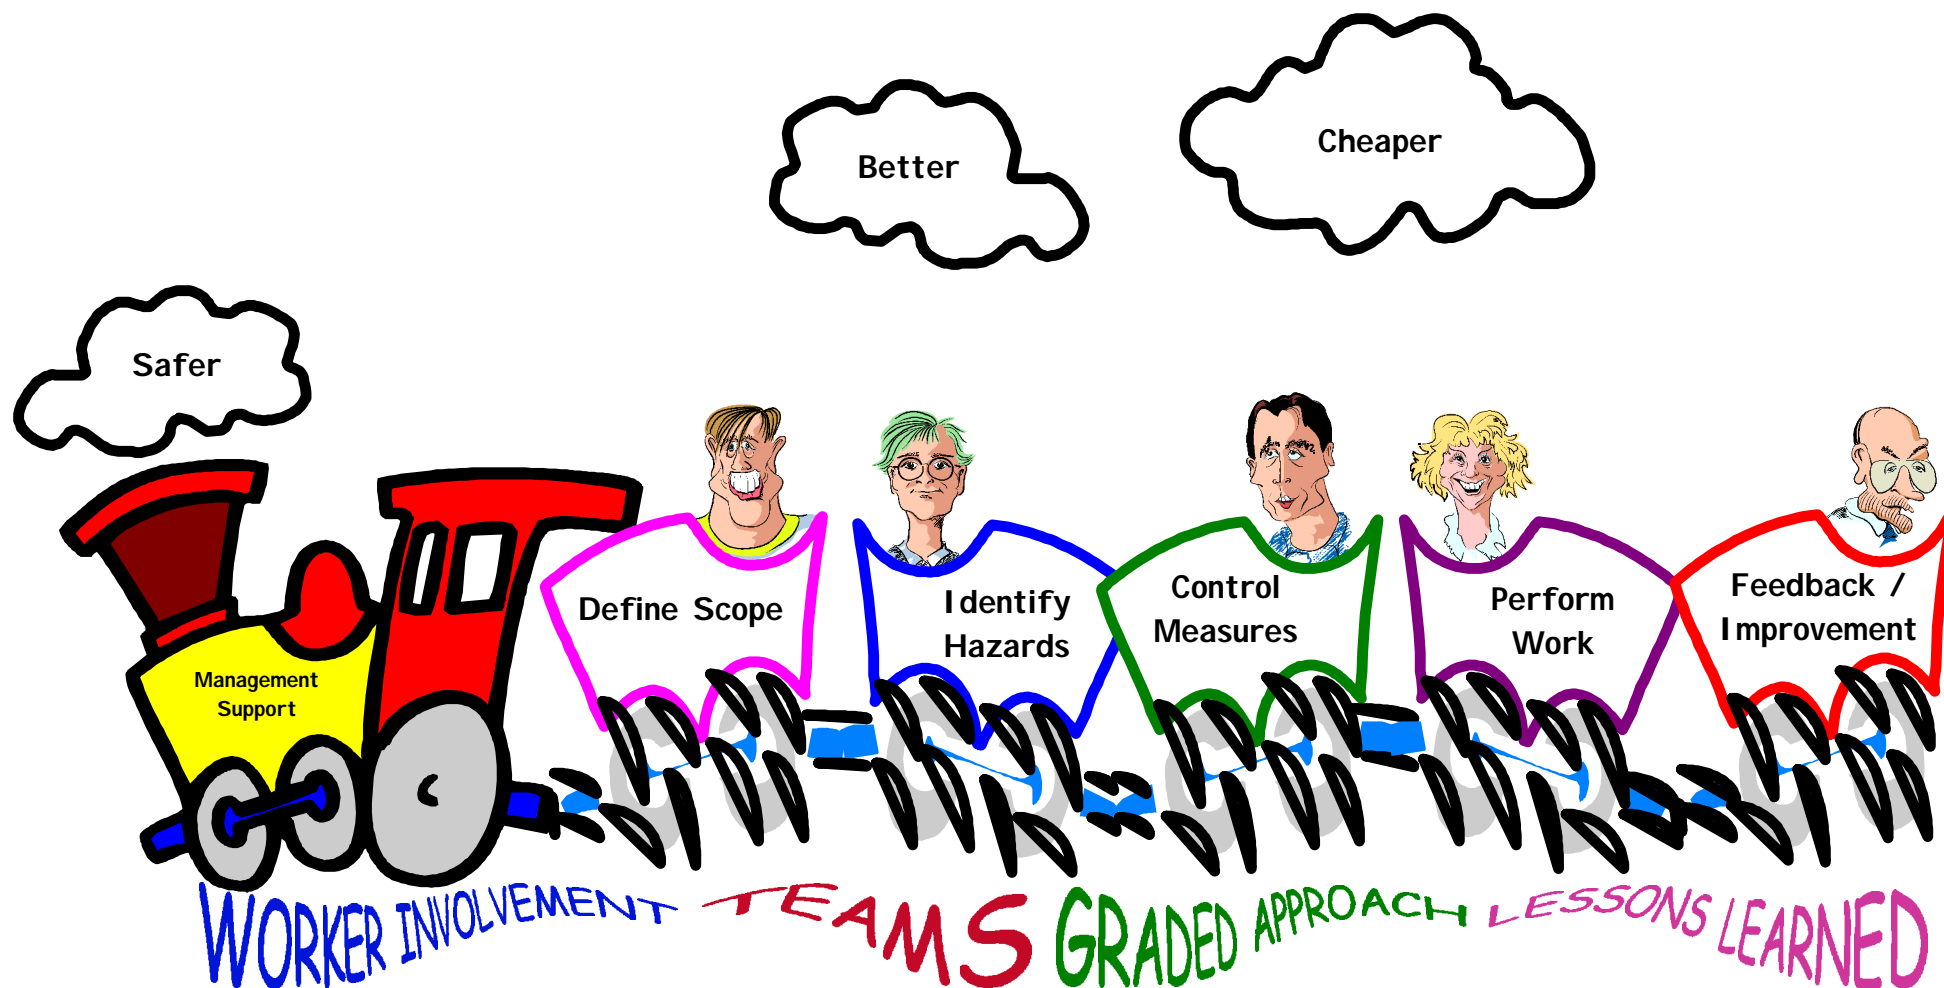 Cheaper
Better
Safer
Management
Support
Define Scope
Identify
Hazards
Control
Measures
Perform
Work
Feedback /
Improvement
WORKER INVOLVEMENT TEAMS GRADED APPROACH LESSONS LEARNED